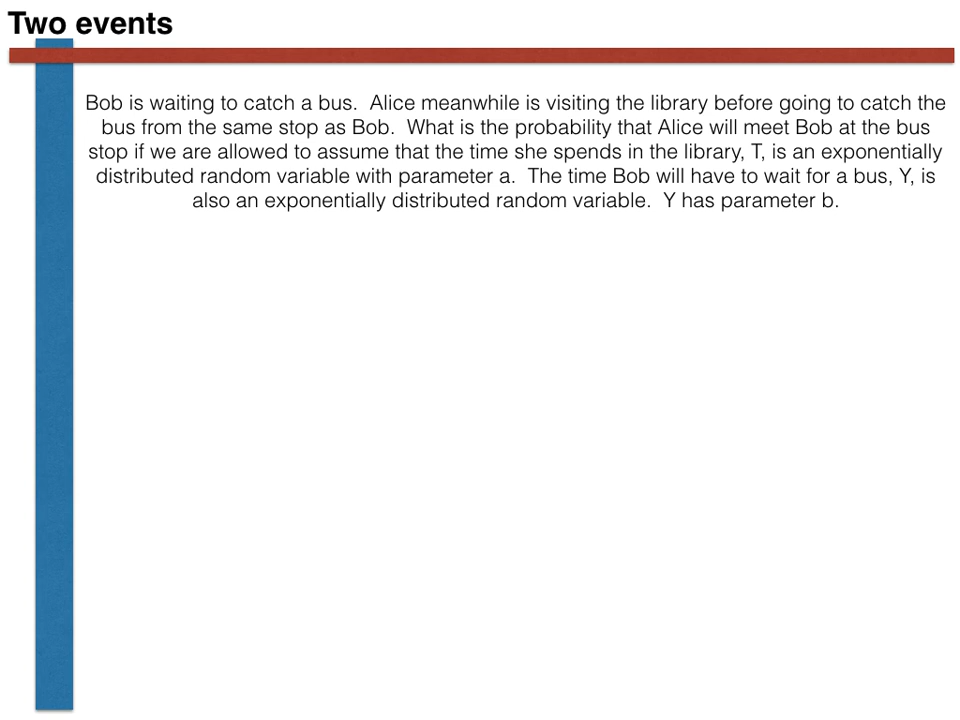 Two events
Bob is waiting to catch a bus.  Alice meanwhile is visiting the library before going to catch the
bus from the same stop as Bob.  What is the probability that Alice will meet Bob at the bus
stop if we are allowed to assume that the time she spends in the library, T, is an exponentially
distributed random variable with parameter a.  The time Bob will have to wait for a bus, Y, is
also an exponentially distributed random variable.  Y has parameter b.